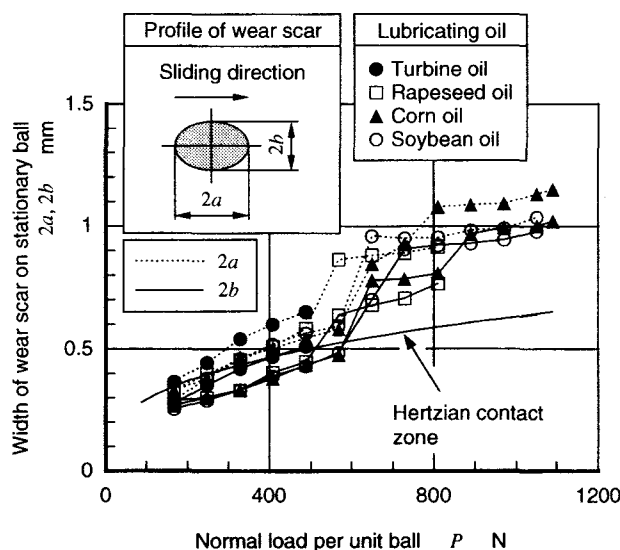 Profile of wear scar
Sliding direction
2b
2a
Lubricating oil
Turbine oil
Rapeseed oil
Corn oil
Soybean oil
2a
2b
Width of wear scar on stationary ball
2a, 2b mm
1.5
1
0.5
0
Hertzian contact
zone
0 400 800 1200
Normal load per unit ball P N